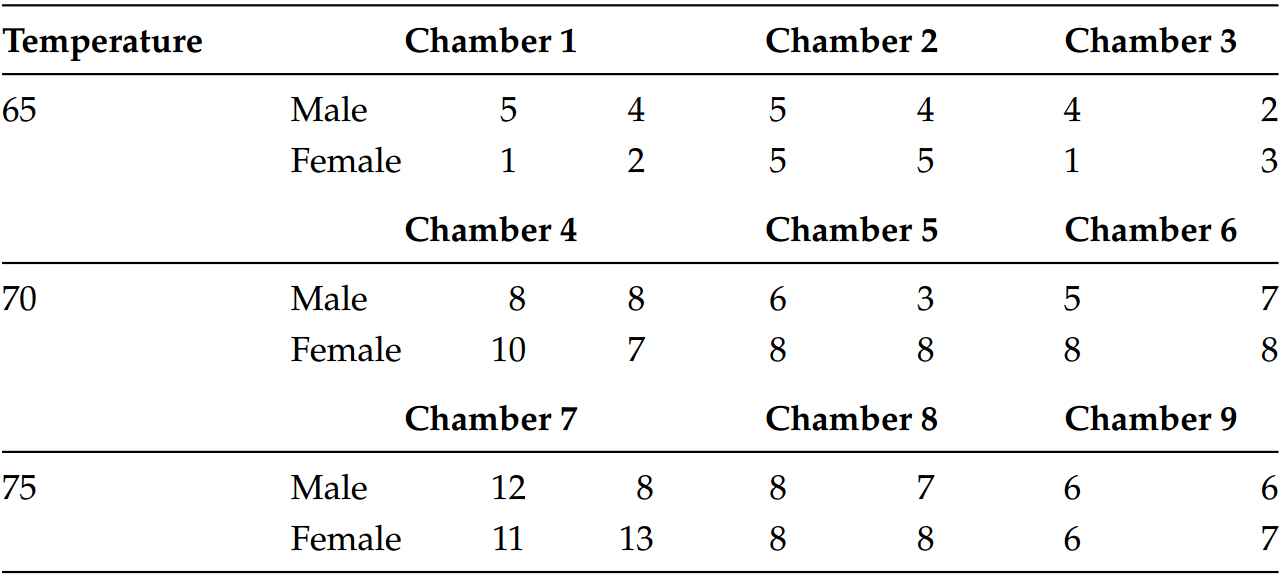 Temperature Chamber 1 Chamber 2 Chamber 3
65 Male 5 4 5 4 4 2
Female 1 2 5 5 1 3
Chamber 4 Chamber 5 Chamber 6
70 Male 8 8 6 3 5 7
Female 10 7 8 8 8 8
Chamber 7 Chamber 8 Chamber 9
75 Male 12 8 8 7 6 6
Female 11 13 8 8 6 7